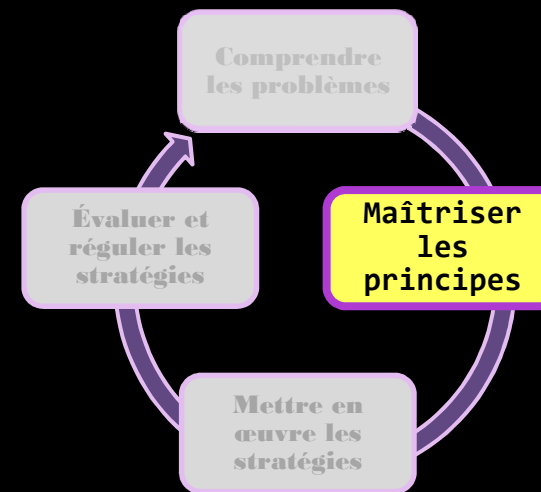 Comprendre
les problèmes
Maîtriser
les
principes
Mettre en
œuvre les
stratégies
Évaluer et
réguler les
stratégies